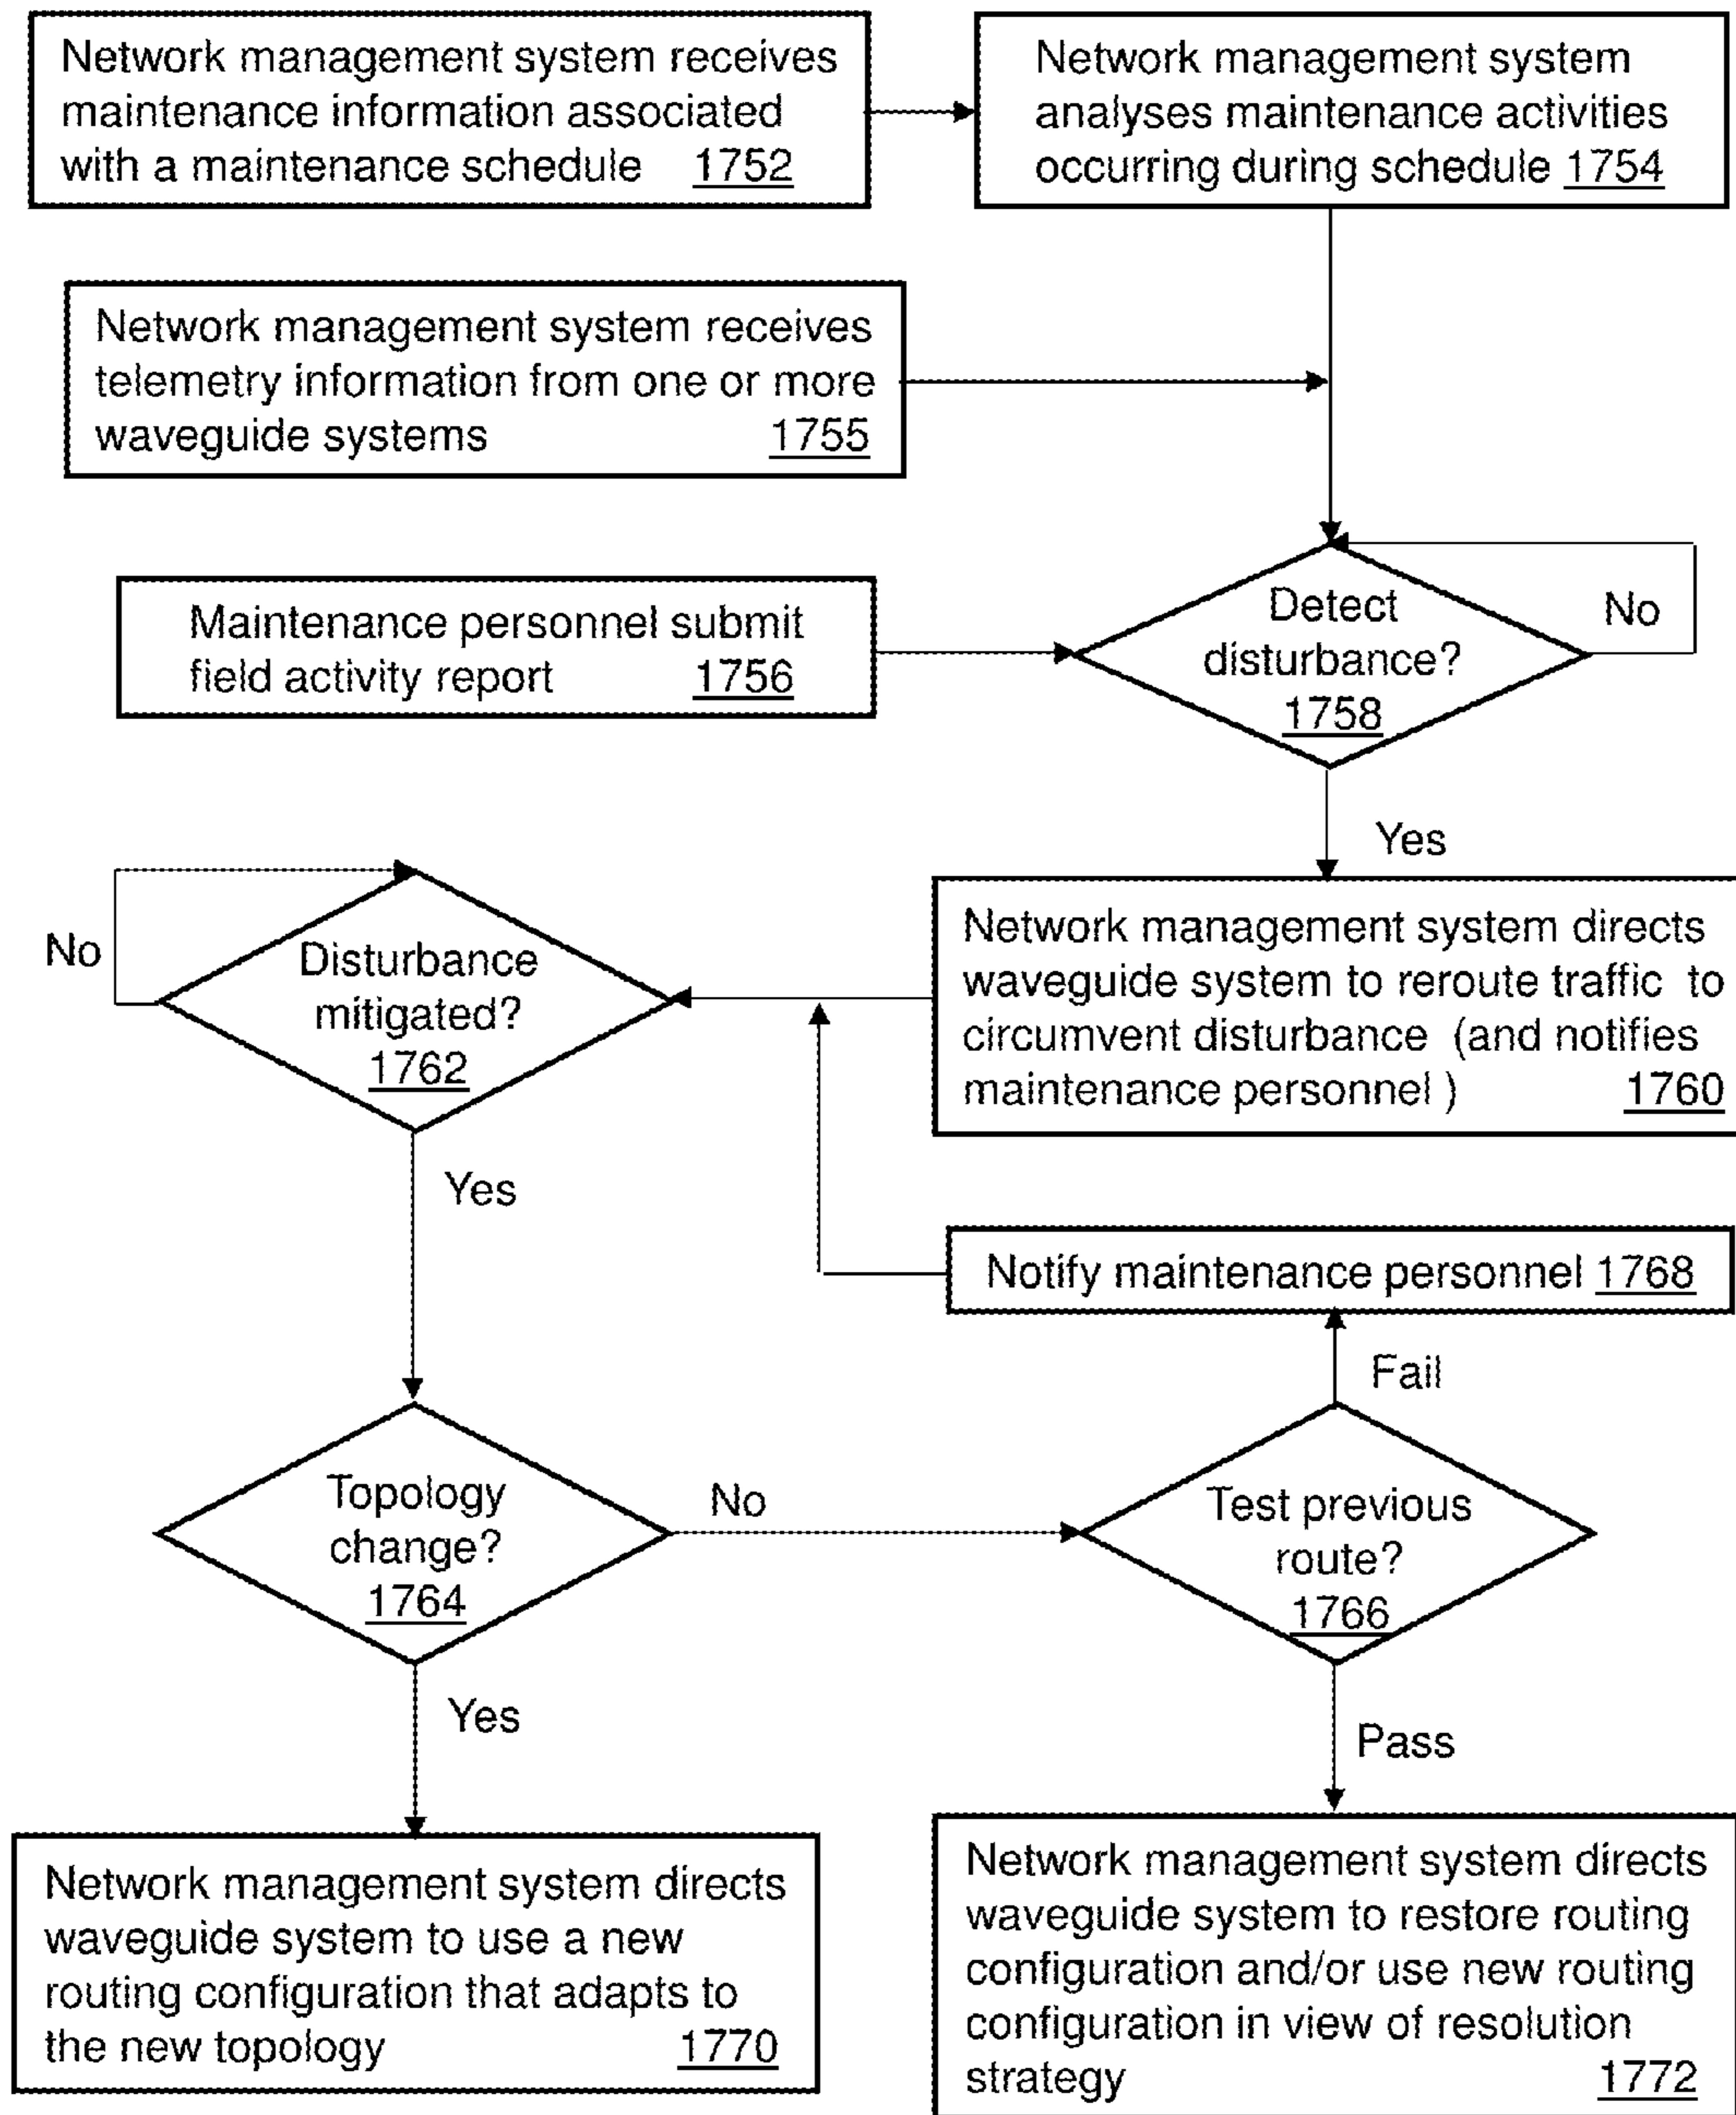 Network management system receives
maintenance information associated
with a maintenance schedule 1752
Network management system
analyses maintenance activities
occurring during schedule 1754
Network management system receives
telemetry information from one or more
waveguide systems 1755
Maintenance personnel submit
field activity report 1756
Detect
disturbance?
1758
No
Yes
Network management system directs
waveguide system to reroute traffic to
circumvent disturbance (and notifies
maintenance personnel ) 1760
No
Disturbance
mitigated?
1762
Yes
Notify maintenance personnel 1768
Fail
Topology
change?
1764
No
Test previous
route?
1766
Yes
Pass
Network management system directs
waveguide system to use a new
routing configuration that adapts to
the new topology 1770
Network management system directs
waveguide system to restore routing
configuration and/or use new routing
configuration in view of resolution
strategy 1772